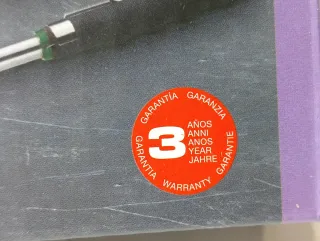 GARANTÍA GARANZIA
3
AÑOS
ANNI
ANOS
YEAR
JAHRE
GARANTIA WARRANTY GARANTIE